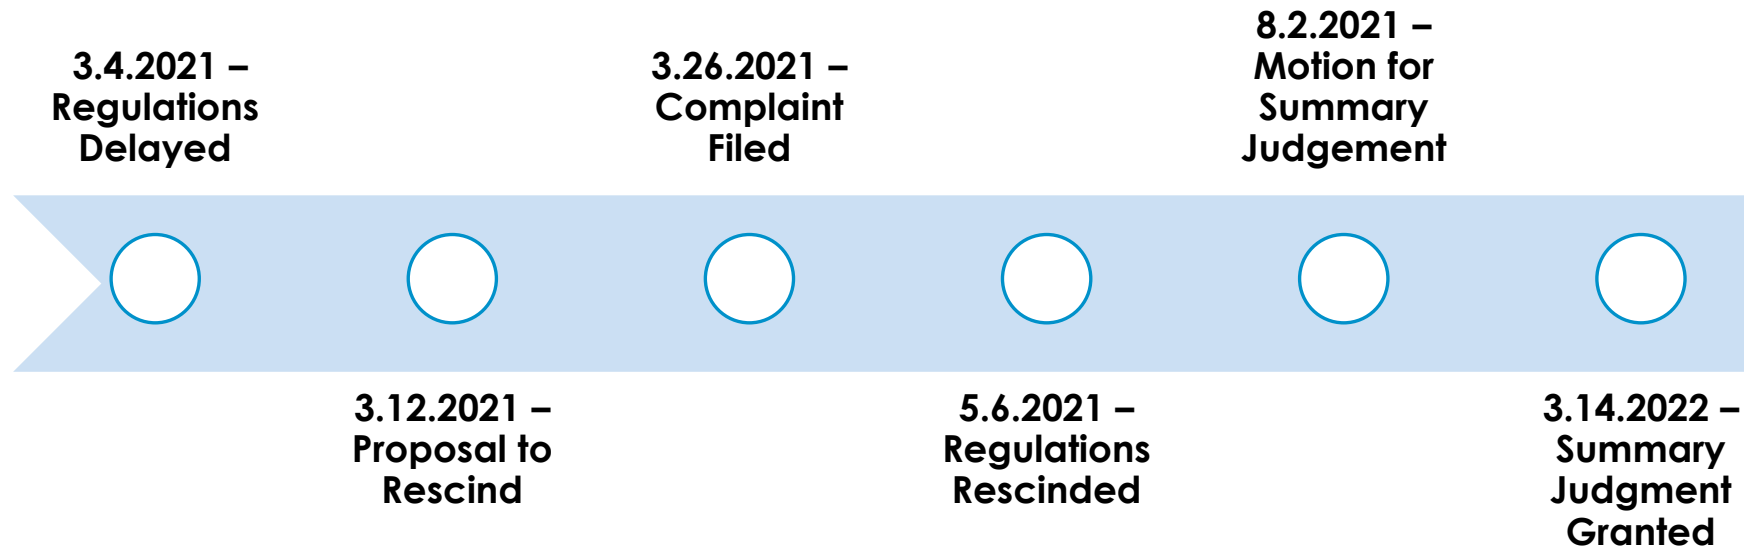 3.4.2021 –
Regulations
Delayed
3.12.2021 –
Proposal to
Rescind
3.26.2021 –
Complaint
Filed
5.6.2021 –
Regulations
Rescinded
8.2.2021 –
Motion for
Summary
Judgement
3.14.2022 –
Summary
Judgment
Granted